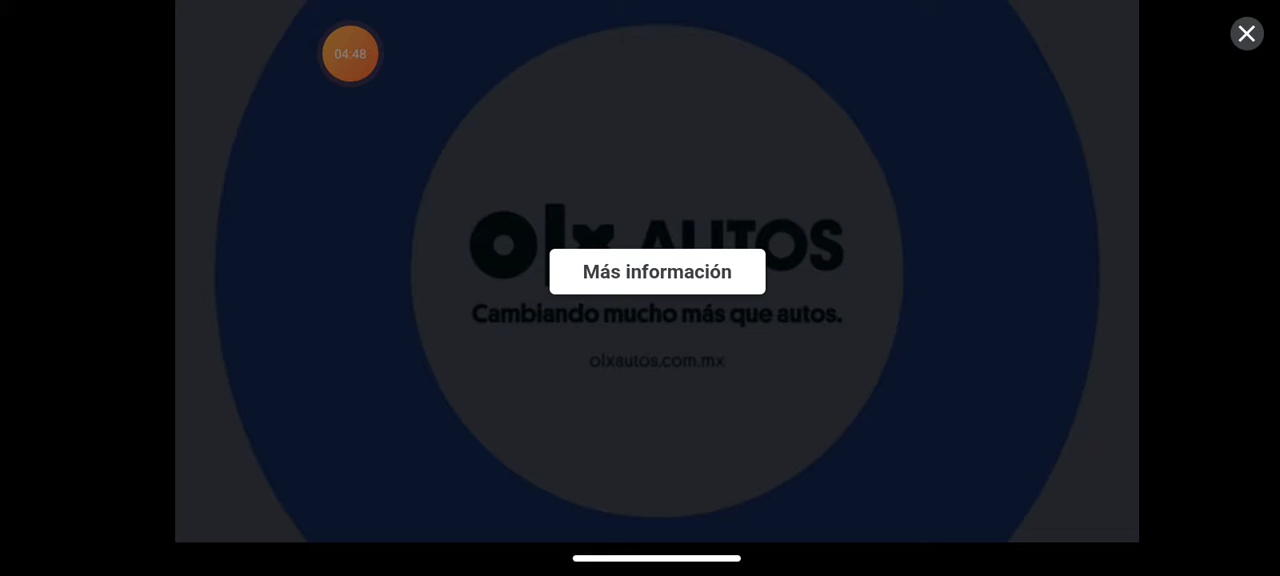 04:48
olx AUTOS
Más información
Cambiando mucho más que autos.
olxautos.com.mx